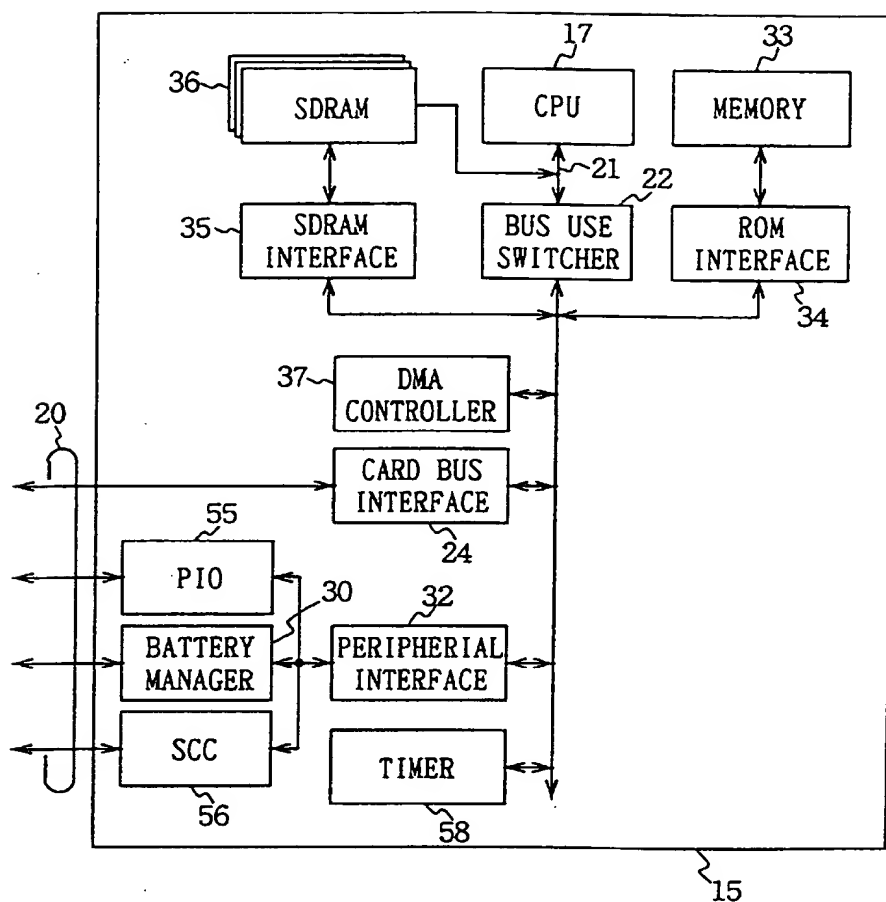 36
SDRAM
17
CPU
33
MEMORY
21
22
35
SDRAM
INTERFACE
BUS USE
SWITCHER
ROM
INTERFACE
34
37
DMA
CONTROLLER
20
CARD BUS
INTERFACE
24
55
PIO
30
BATTERY
MANAGER
32
PERIPHERIAL
INTERFACE
SCC
56
TIMER
58
15